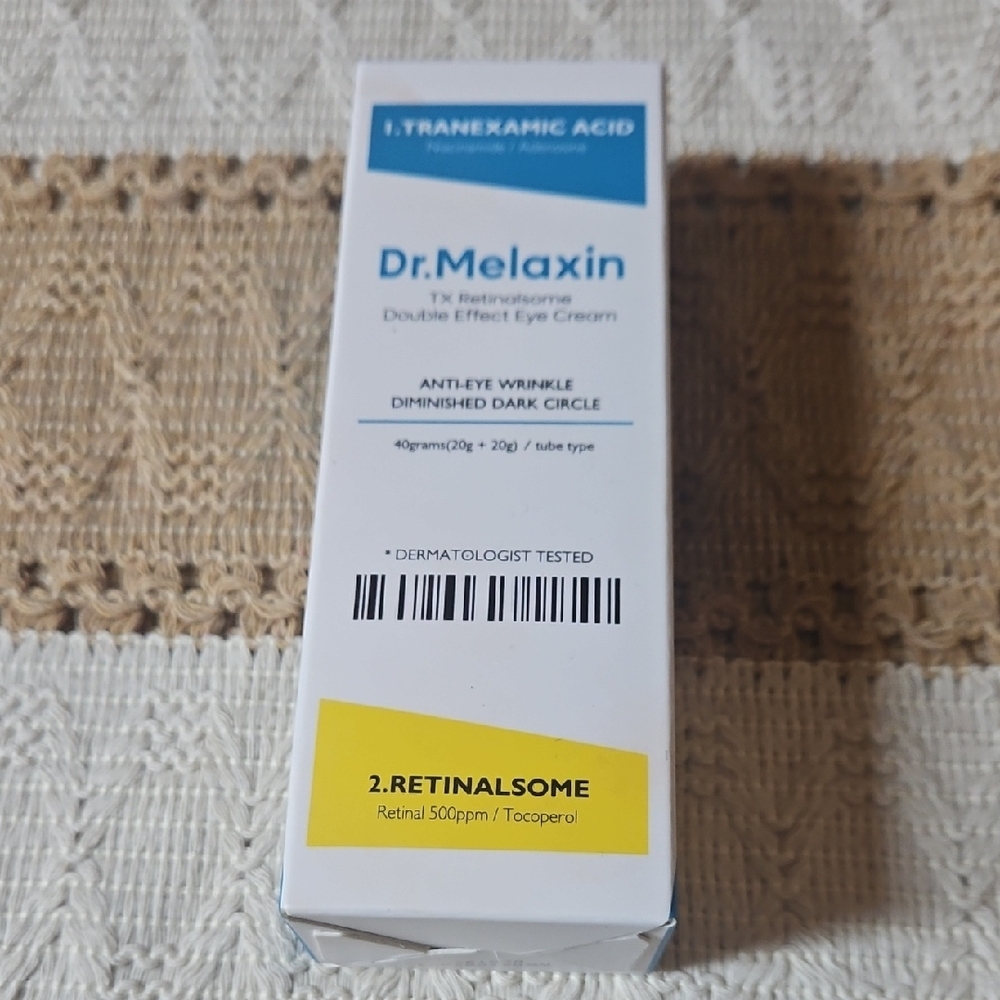 1.TRANEXAMIC ACID
Niacinamide / Adenosine
Dr.Melaxin
TX Retinalsome
Double Effect Eye Cream
ANTI-EYE WRINKLE
DIMINISHED DARK CIRCLE
40grams(20g + 20g) / tube type
* DERMATOLOGIST TESTED
2.RETINALSOME
Retinal 500ppm / Tocoperol